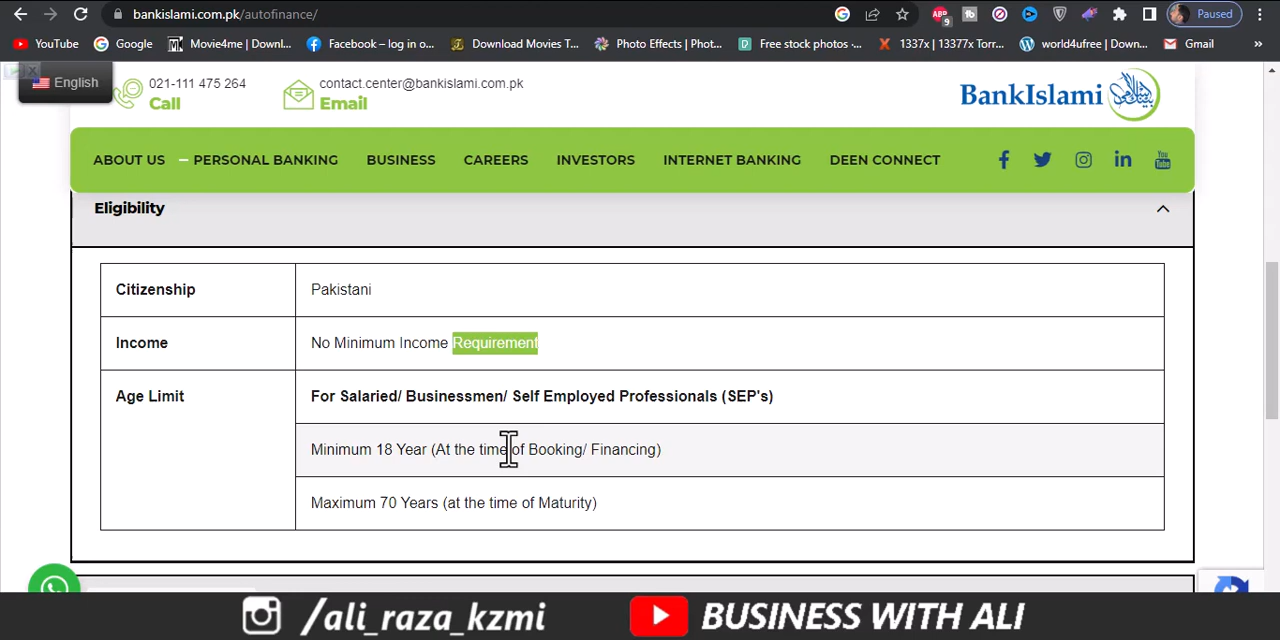 bankislami.com.pk/autofinance/
Paused
YouTube
Google
Movie4me | Downl...
Facebook – log in o...
Download Movies T...
Photo Effects | Phot...
Free stock photos -...
1337x | 13377x Torr...
world4ufree | Down...
Gmail
English
021-111 475 264
Call
contact.center@bankislami.com.pk
Email
BankIslami
ABOUT US
PERSONAL BANKING
BUSINESS
CAREERS
INVESTORS
INTERNET BANKING
DEEN CONNECT
You
Tube
Eligibility
Citizenship
Pakistani
Income
No Minimum Income Requirement
Age Limit
For Salaried/ Businessmen/ Self Employed Professionals (SEP's)
Minimum 18 Year (At the time of Booking/ Financing)
Maximum 70 Years (at the time of Maturity)
/ali_raza_kzmi
BUSINESS WITH ALI